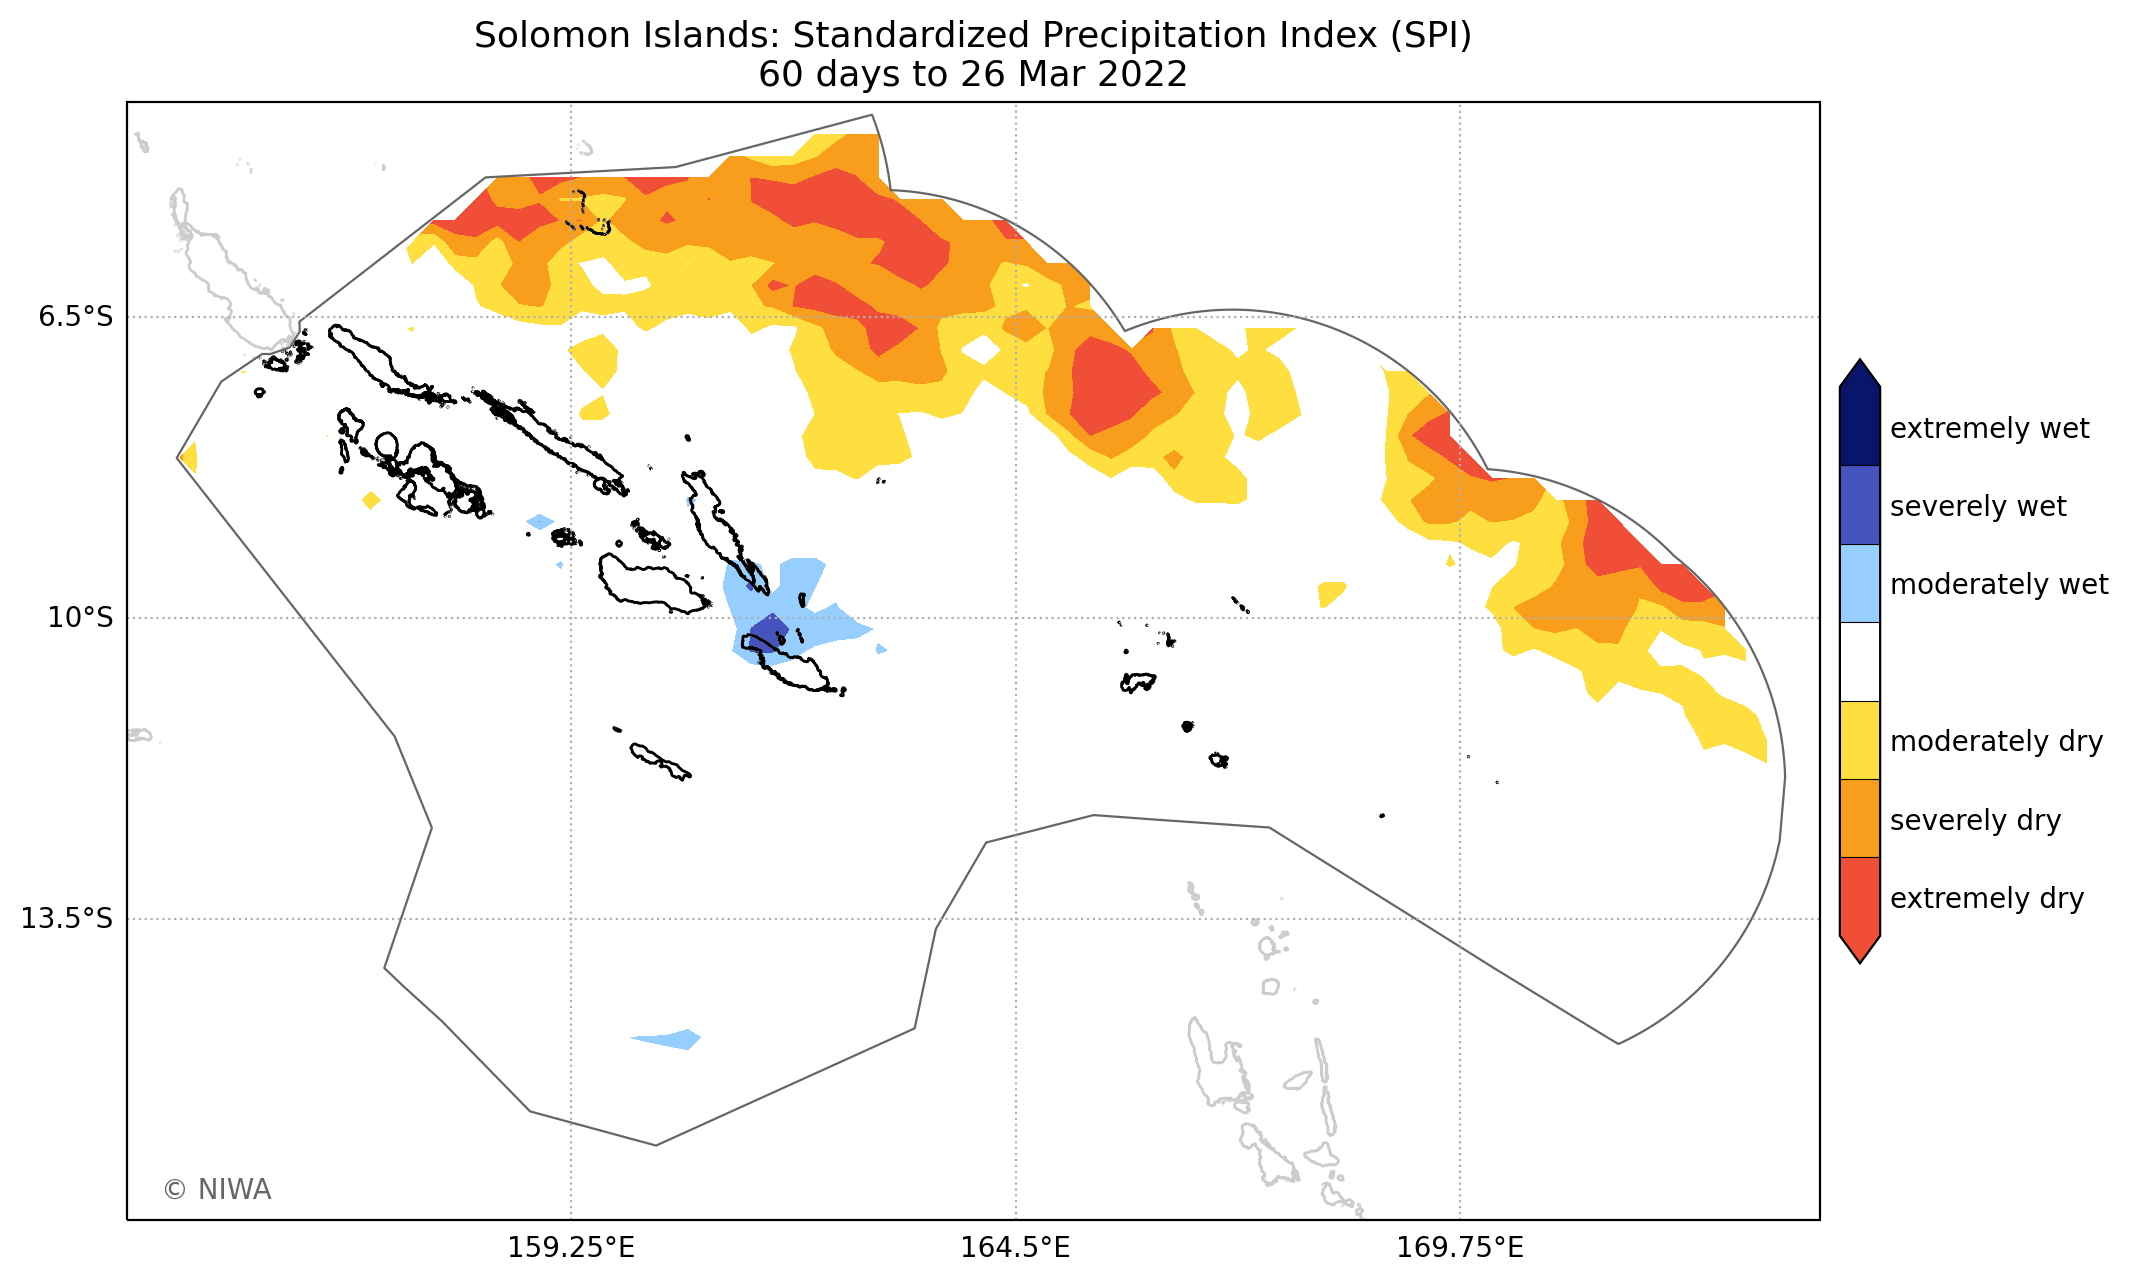 Solomon Islands: Standardized Precipitation Index (SPI)
60 days to 26 Mar 2022
6.5°S
10°S
13.5°S
159.25°E
164.5°E
169.75°E
extremely wet
severely wet
moderately wet
moderately dry
severely dry
extremely dry
© NIWA